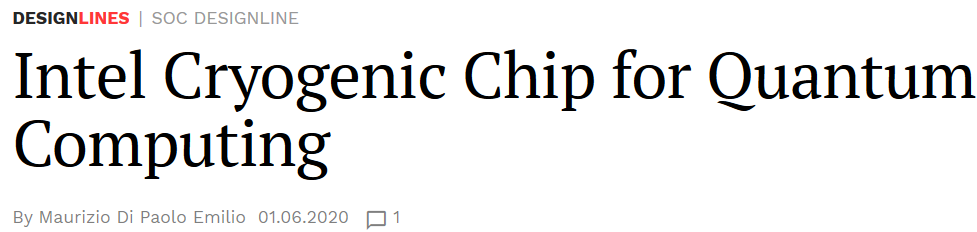 DESIGNLINES | SOC DESIGNLINE
Intel Cryogenic Chip for Quantum
Computing
By Maurizio Di Paolo Emilio 01.06.2020 1